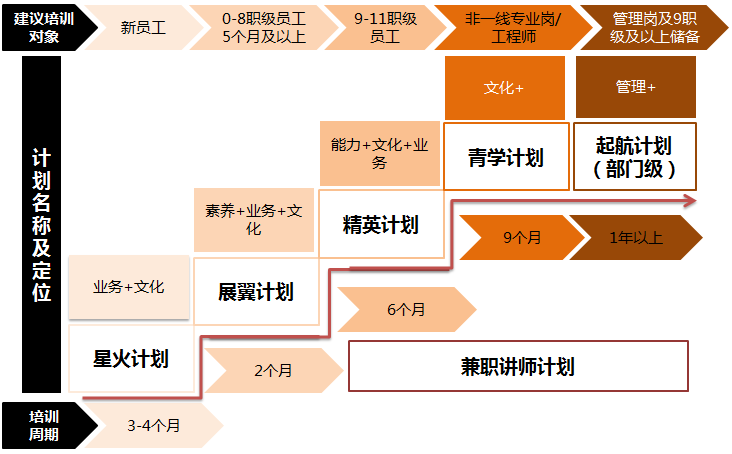 建议培训
对象
新员工
0-8职级员工
5个月及以上
9-11职级
员工
非一线专业岗/
工程师
管理岗及9职
级及以上储备
计划名称及定位
文化+
管理+
青学计划
起航计划
（部门级）
能力+文化+业
务
精英计划
素养+业务+文
化
展翼计划
业务+文化
星火计划
9个月
1年以上
6个月
2个月
兼职讲师计划
培训
周期
3-4个月